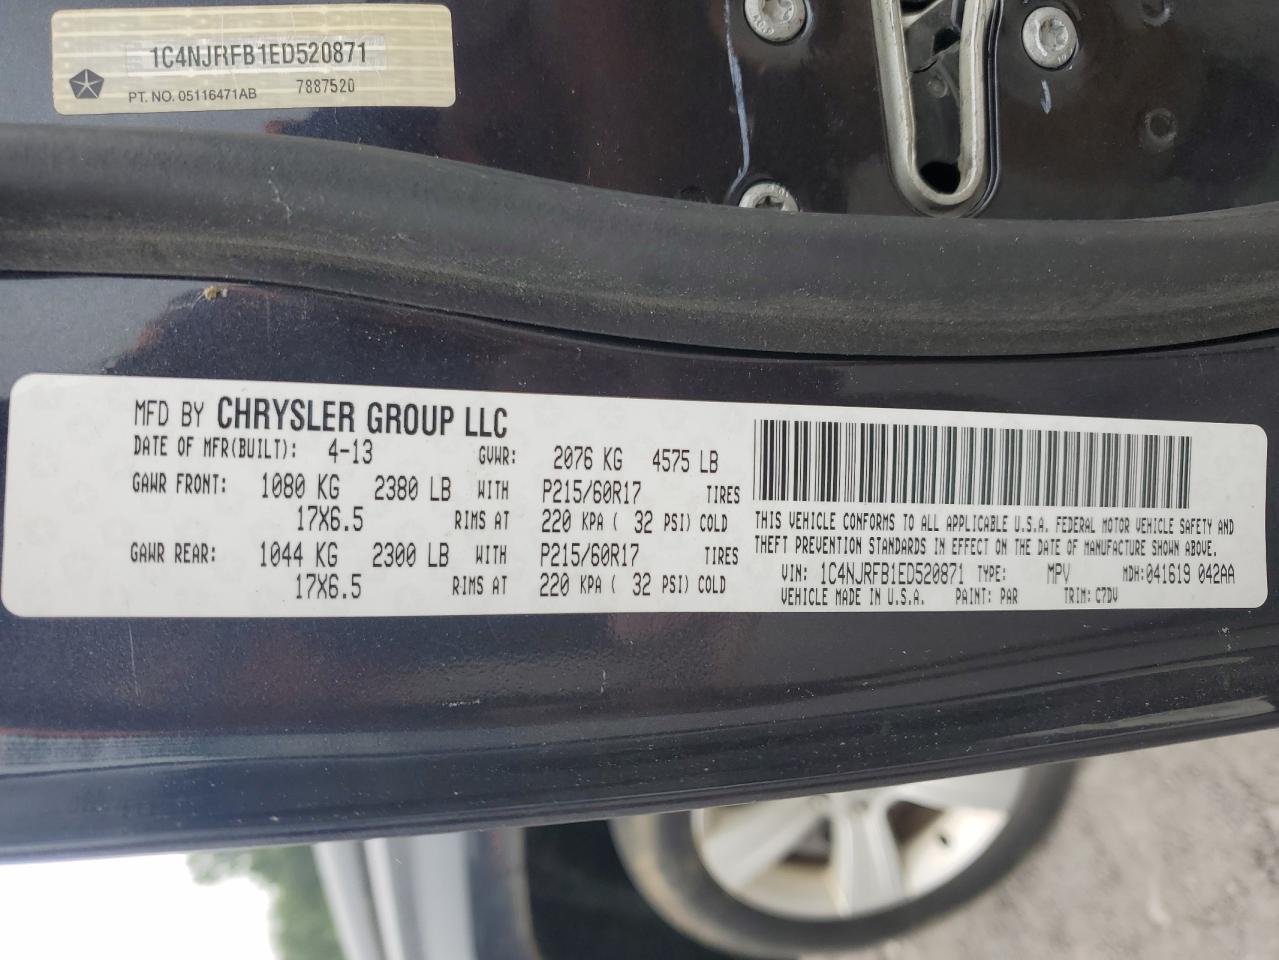 1C4NJRFB1ED520871
PT. NO. 05116471AB 7887520
MFD BY CHRYSLER GROUP LLC
DATE OF MFR(BUILT): 4-13 GVWR: 2076 KG 4575 LB
GAWR FRONT: 1080 KG 2380 LB WITH P215/60R17 TIRES
17X6.5 RIMS AT 220 KPA ( 32 PSI) COLD
GAWR REAR: 1044 KG 2300 LB WITH P215/60R17 TIRES
17X6.5 RIMS AT 220 KPA ( 32 PSI) COLD
THIS VEHICLE CONFORMS TO ALL APPLICABLE U.S.A. FEDERAL MOTOR VEHICLE SAFETY AND
THEFT PREVENTION STANDARDS IN EFFECT ON THE DATE OF MANUFACTURE SHOWN ABOVE.
VIN: 1C4NJRFB1ED520871 TYPE: MPV MDH: 041619 042AA
VEHICLE MADE IN U.S.A. PAINT: PAR TRIM: C7DV